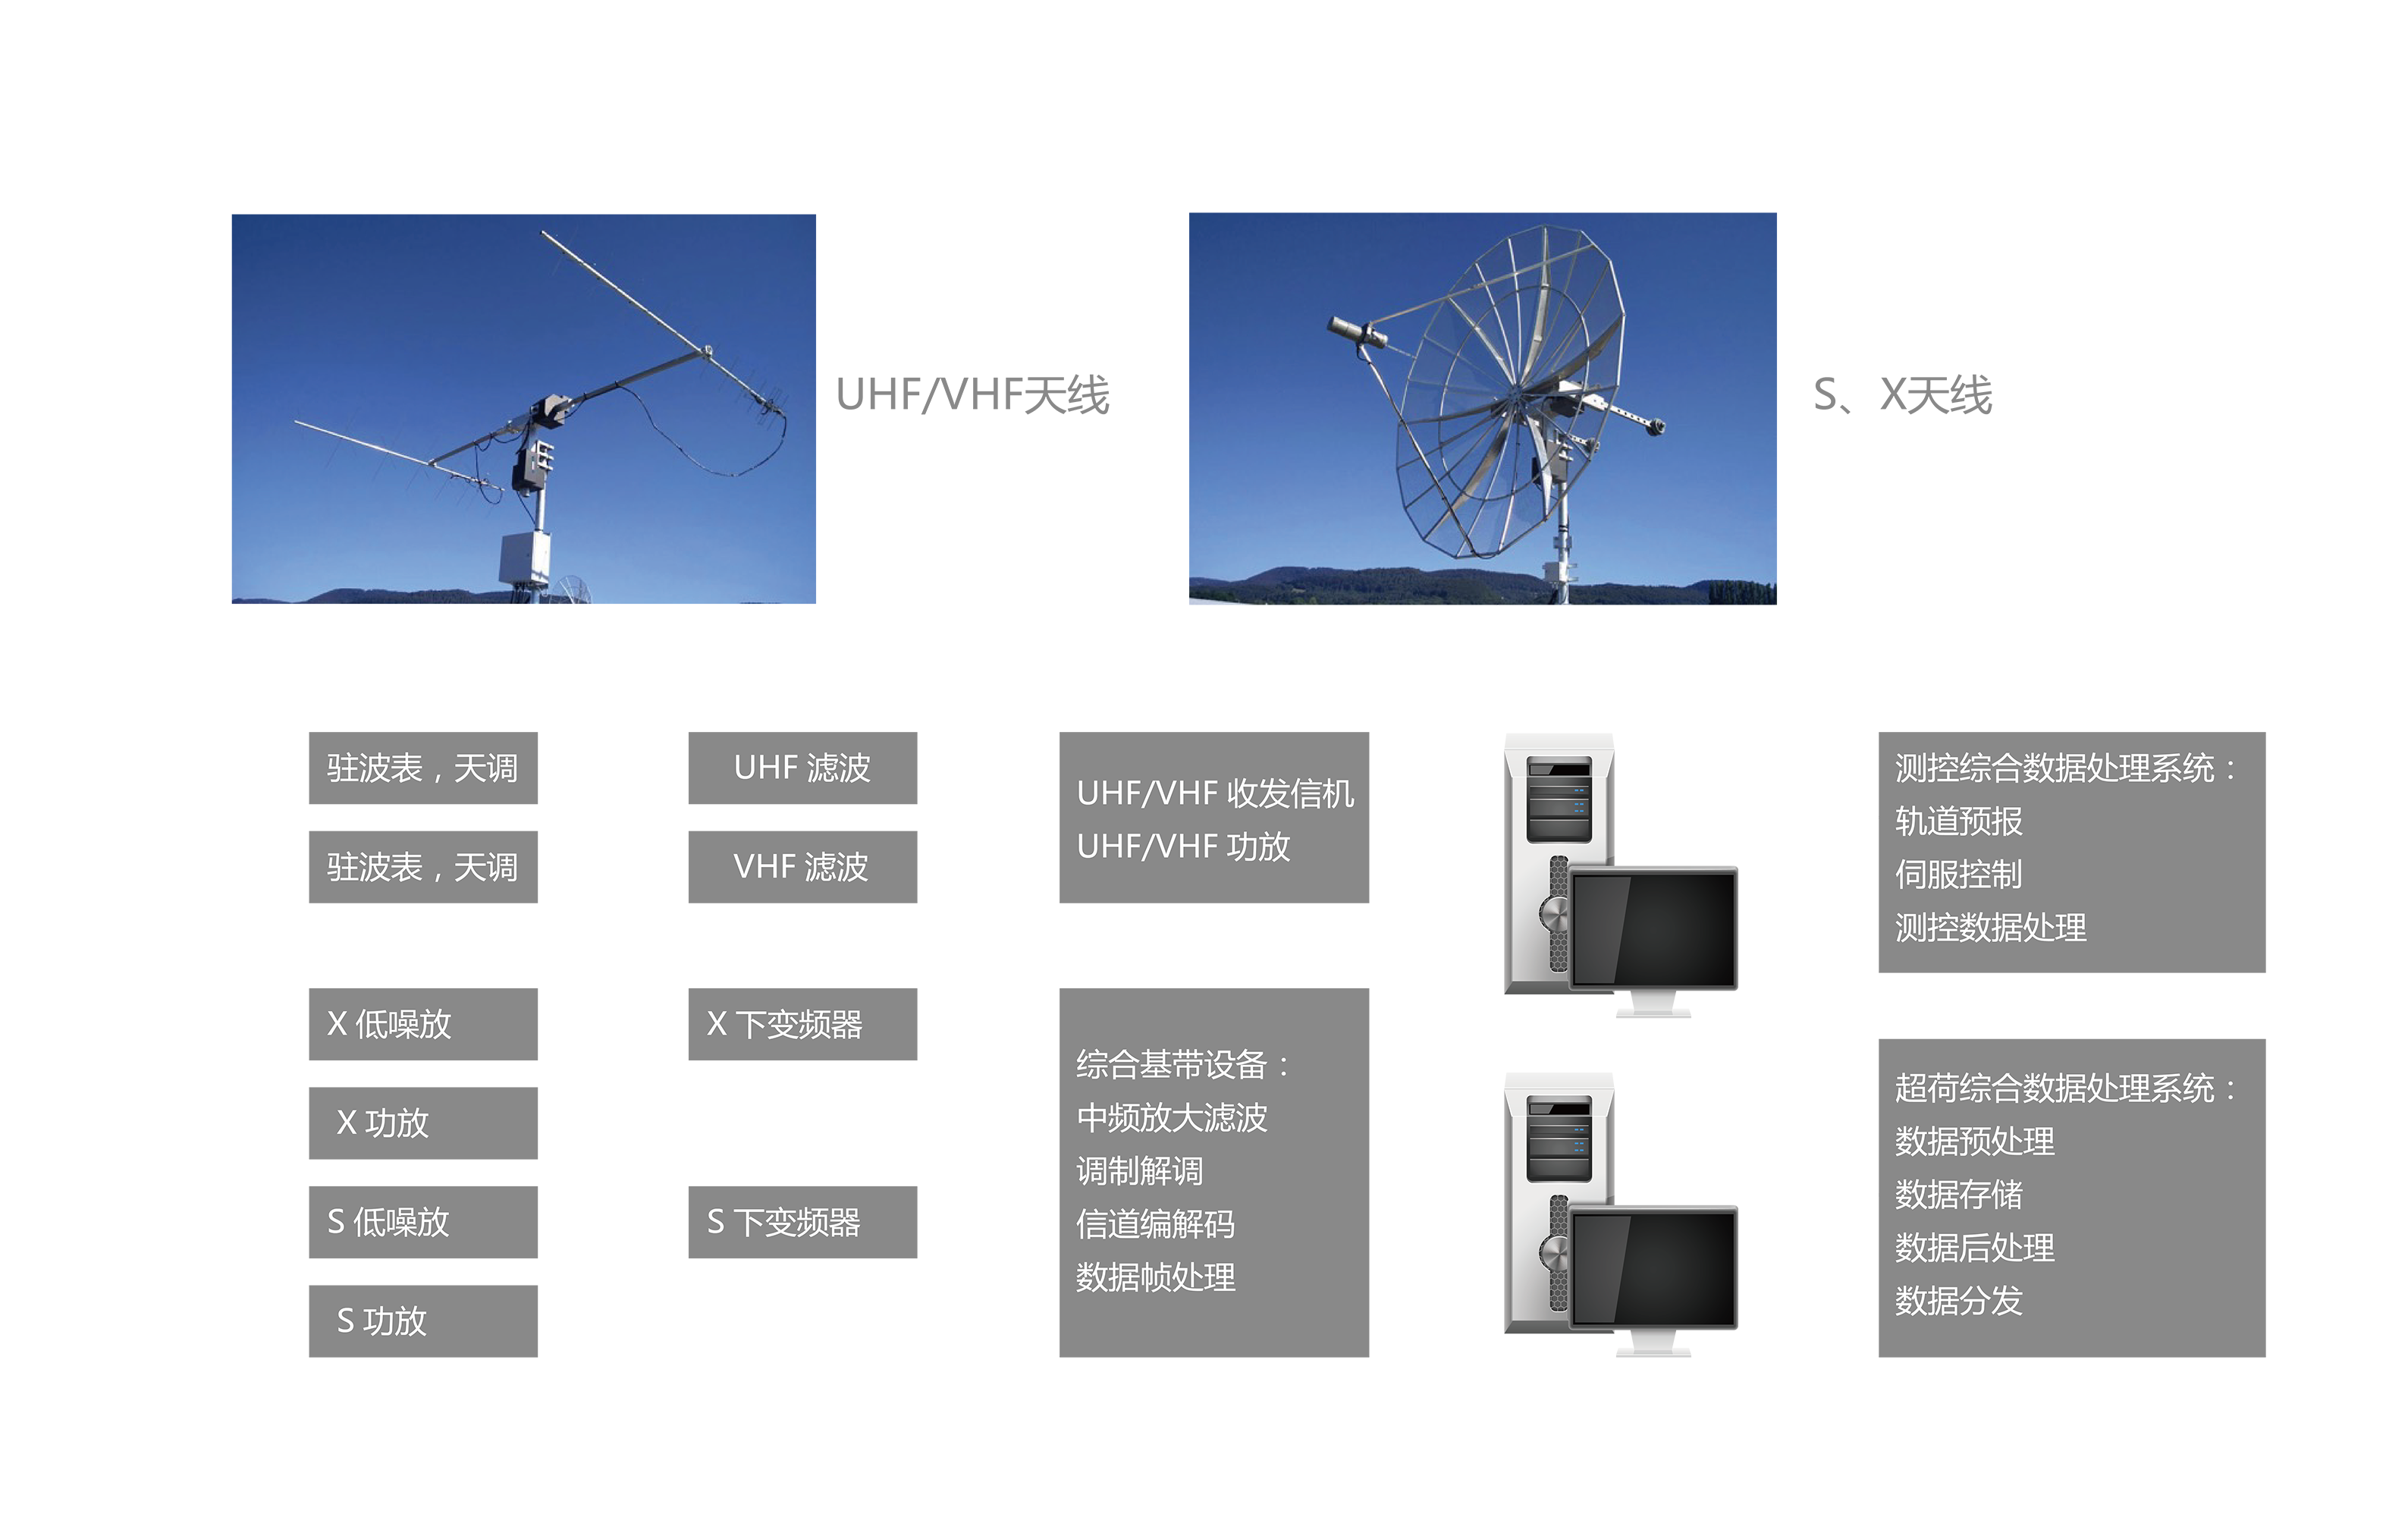 UHF/VHF天线
S、X天线
驻波表，天调
UHF 滤波
驻波表，天调
VHF 滤波
UHF/VHF 收发信机
UHF/VHF 功放
测控综合数据处理系统：
轨道预报
伺服控制
测控数据处理
X 低噪放
X 下变频器
X 功放
S 低噪放
S 下变频器
S 功放
综合基带设备：
中频放大滤波
调制解调
信道编解码
数据帧处理
超荷综合数据处理系统：
数据预处理
数据存储
数据后处理
数据分发